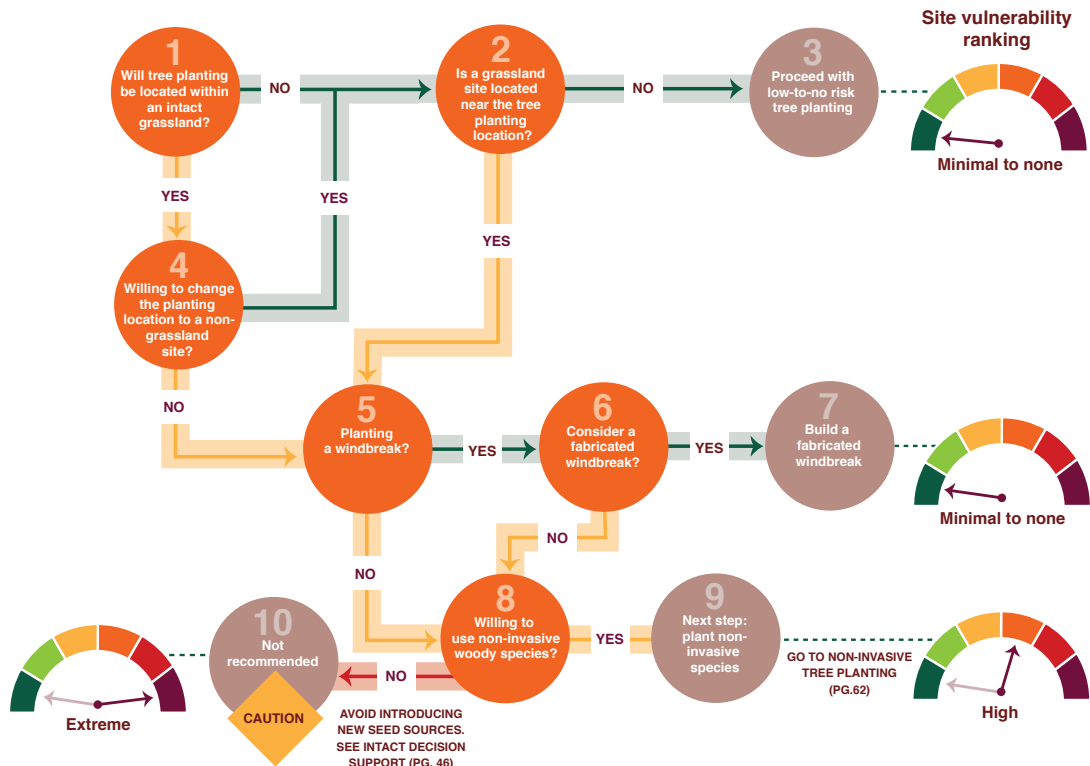 Site vulnerability
ranking
1
Will tree planting
be located within
an intact
grassland?
NO
2
Is a grassland
site located
near the tree
planting
location?
NO
3
Proceed with
low-to-no risk
tree planting
Minimal to none
YES
YES
YES
4
Willing to change
the planting
location to a non-
grassland
site?
NO
5
Planting
a windbreak?
YES
6
Consider a
fabricated
windbreak?
YES
7
Build a
fabricated
windbreak
Minimal to none
NO
NO
8
Willing to
use non-invasive
woody species?
YES
9
Next step:
plant non-
invasive
species
GO TO NON-INVASIVE
TREE PLANTING
(PG.62)
High
NO
10
Not
recommended
CAUTION
AVOID INTRODUCING
NEW SEED SOURCES.
SEE INTACT DECISION
SUPPORT (PG. 46)
Extreme